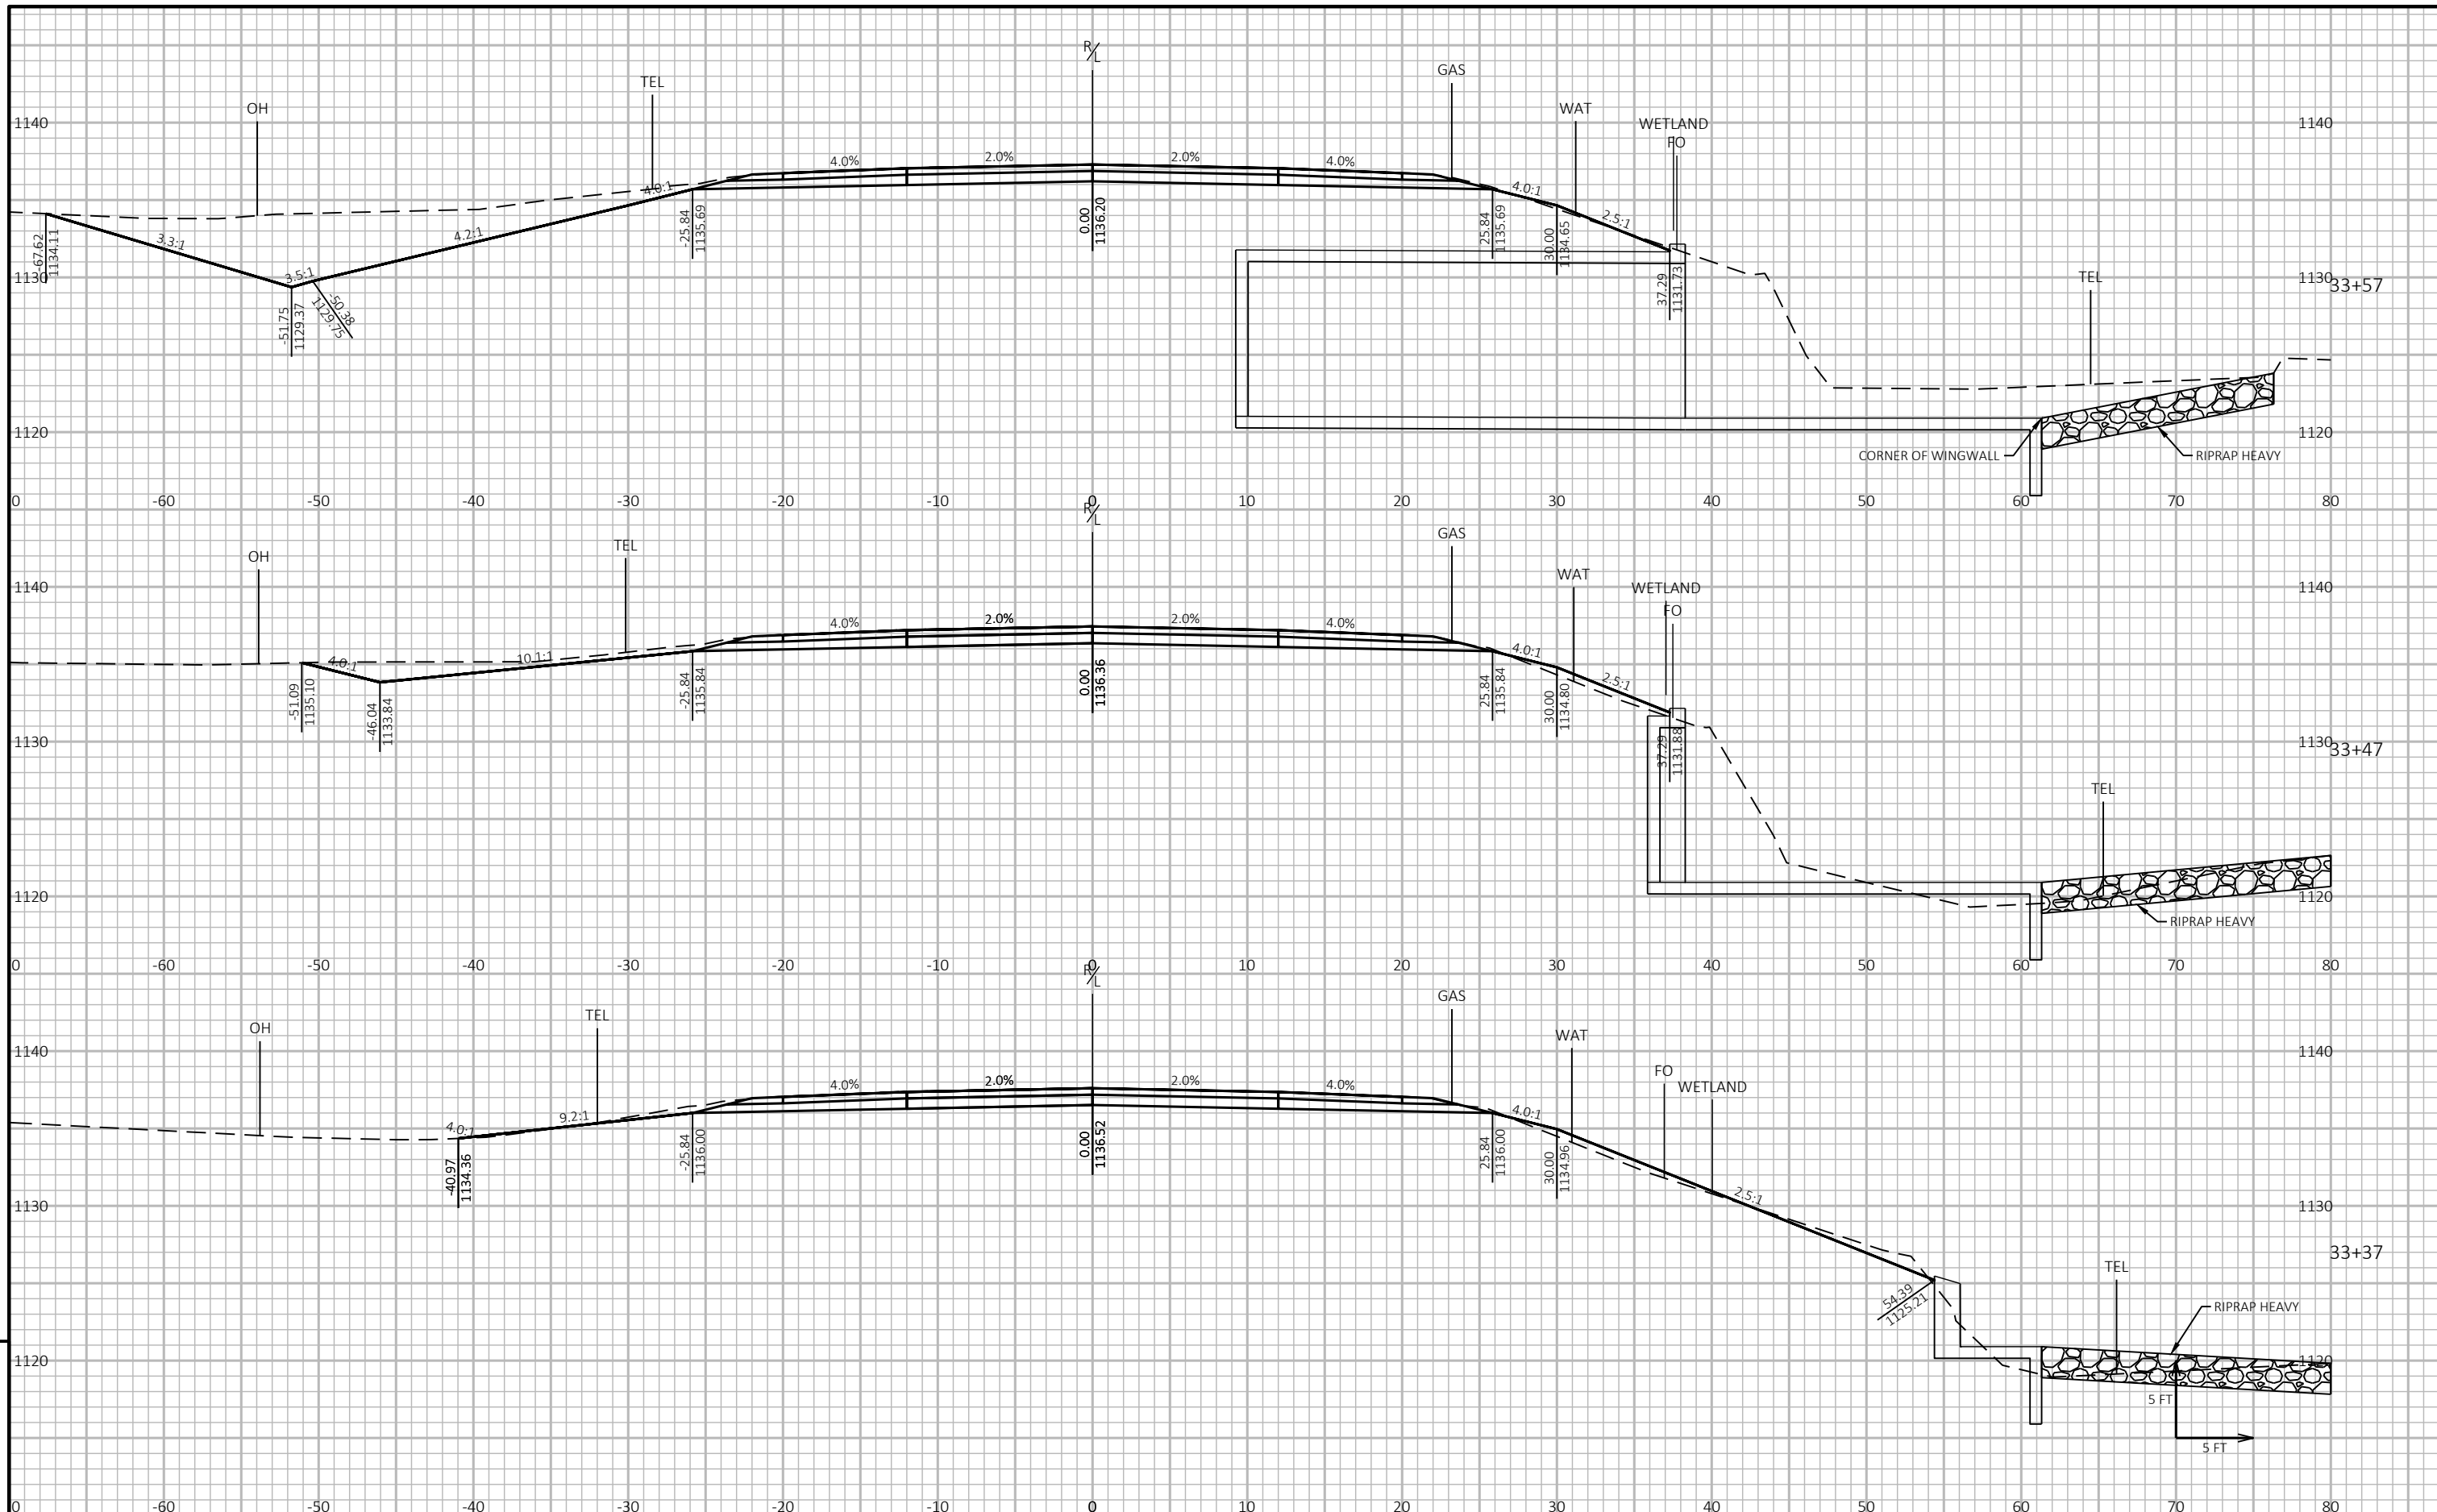 R/L
OH
TEL
GAS
WAT
WETLAND
FO
1140
1140
4.0:1
4.0%
2.0%
2.0%
4.0%
4.0:1
2.5:1
3.3:1
4.2:1
3.5:1
-67.62
1134.11
-51.75
1129.37
-50.38
1129.75
-25.84
1135.69
0.00
1136.20
25.84
1135.69
30.00
1134.65
37.29
1131.73
TEL
1130
1130
33+57
1120
1120
CORNER OF WINGWALL
RIPRAP HEAVY
0 -60 -50 -40 -30 -20 -10 0 10 20 30 40 50 60 70 80
R/L
OH
TEL
GAS
WAT
WETLAND
FO
1140
1140
4.0:1
10.1:1
4.0%
2.0%
2.0%
4.0%
4.0:1
2.5:1
-51.09
1135.10
-46.04
1133.84
-25.84
1135.84
0.00
1136.36
25.84
1135.84
30.00
1134.80
37.29
1131.88
1130
1130
33+47
TEL
1120
1120
RIPRAP HEAVY
0 -60 -50 -40 -30 -20 -10 0 10 20 30 40 50 60 70 80
R/L
OH
TEL
GAS
WAT
FO
WETLAND
1140
1140
4.0:1
9.2:1
4.0%
2.0%
2.0%
4.0%
4.0:1
2.5:1
-40.97
1134.36
-25.84
1136.00
0.00
1136.52
25.84
1136.00
30.00
1134.96
54.39
1125.21
1130
1130
33+37
TEL
RIPRAP HEAVY
1120
1120
5 FT
5 FT
0 -60 -50 -40 -30 -20 -10 0 10 20 30 40 50 60 70 80